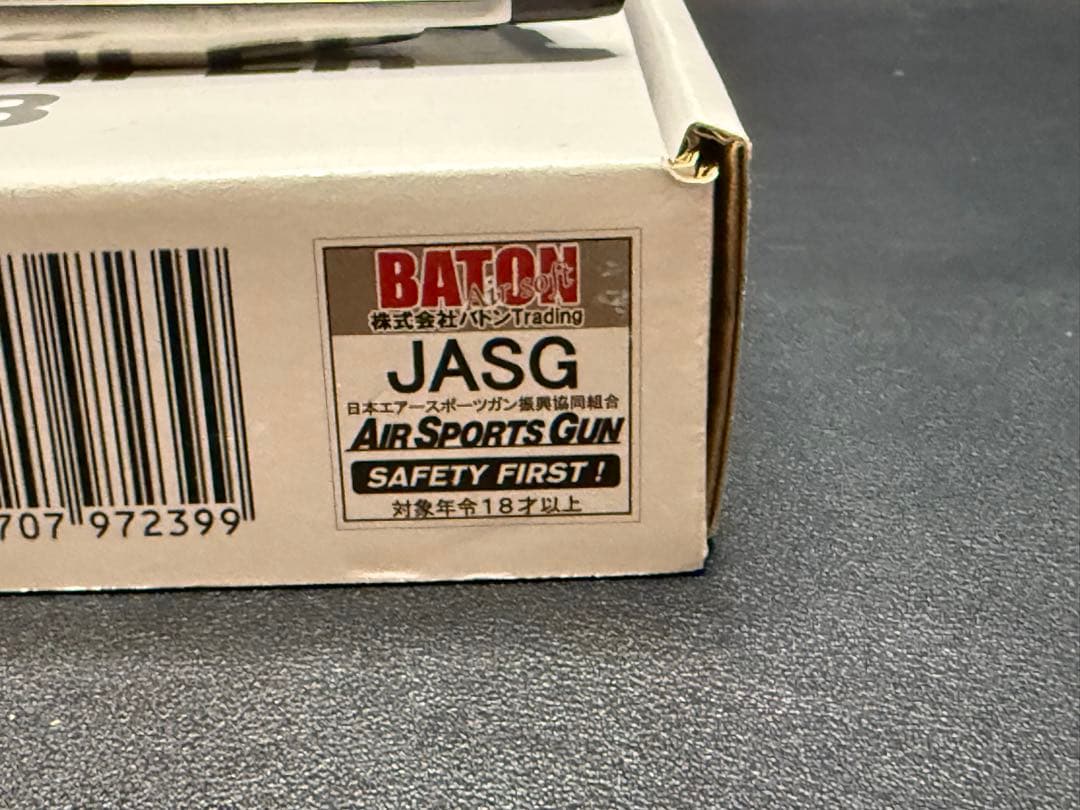 BATON
Airsoft
株式会社バトンTrading
JASG
日本エアースポーツガン振興協同組合
AIR SPORTS GUN
SAFETY FIRST!
対象年令18才以上
707 972399